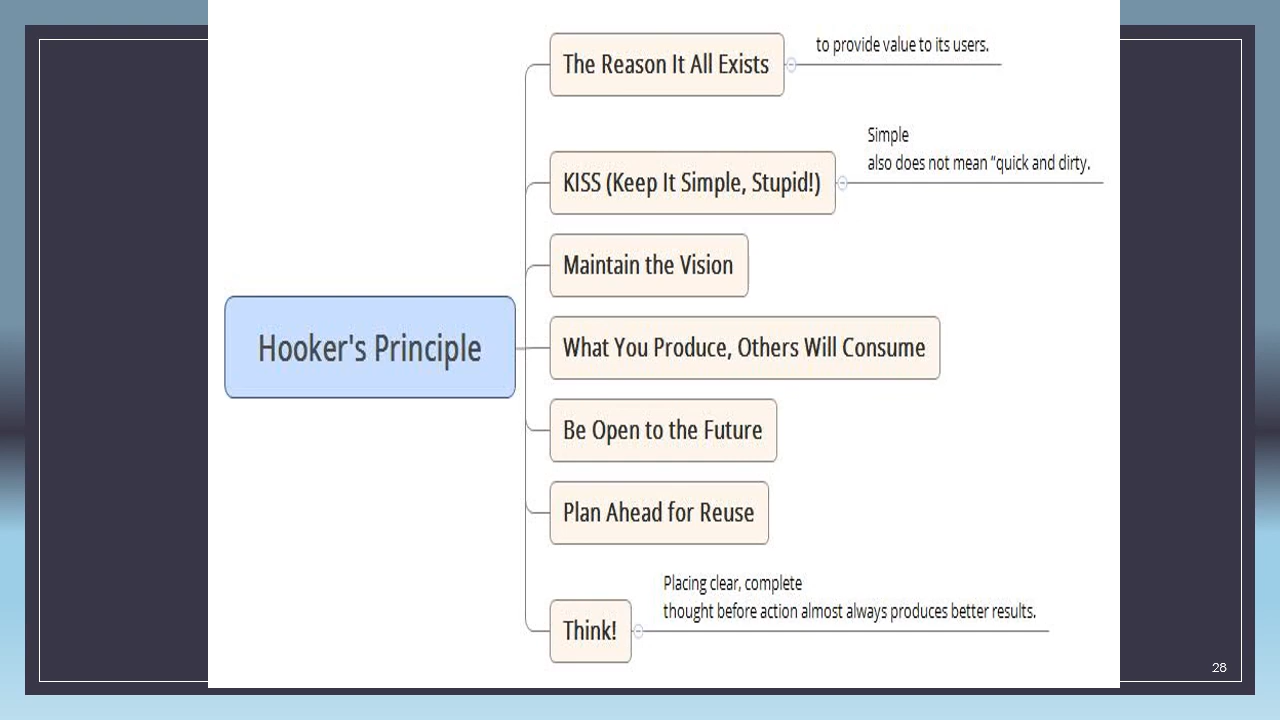 to provide value to its users.
The Reason It All Exists
Simple
also does not mean “quick and dirty.
KISS (Keep It Simple, Stupid!)
Maintain the Vision
Hooker's Principle
What You Produce, Others Will Consume
Be Open to the Future
Plan Ahead for Reuse
Placing clear, complete
thought before action almost always produces better results.
Think!
28